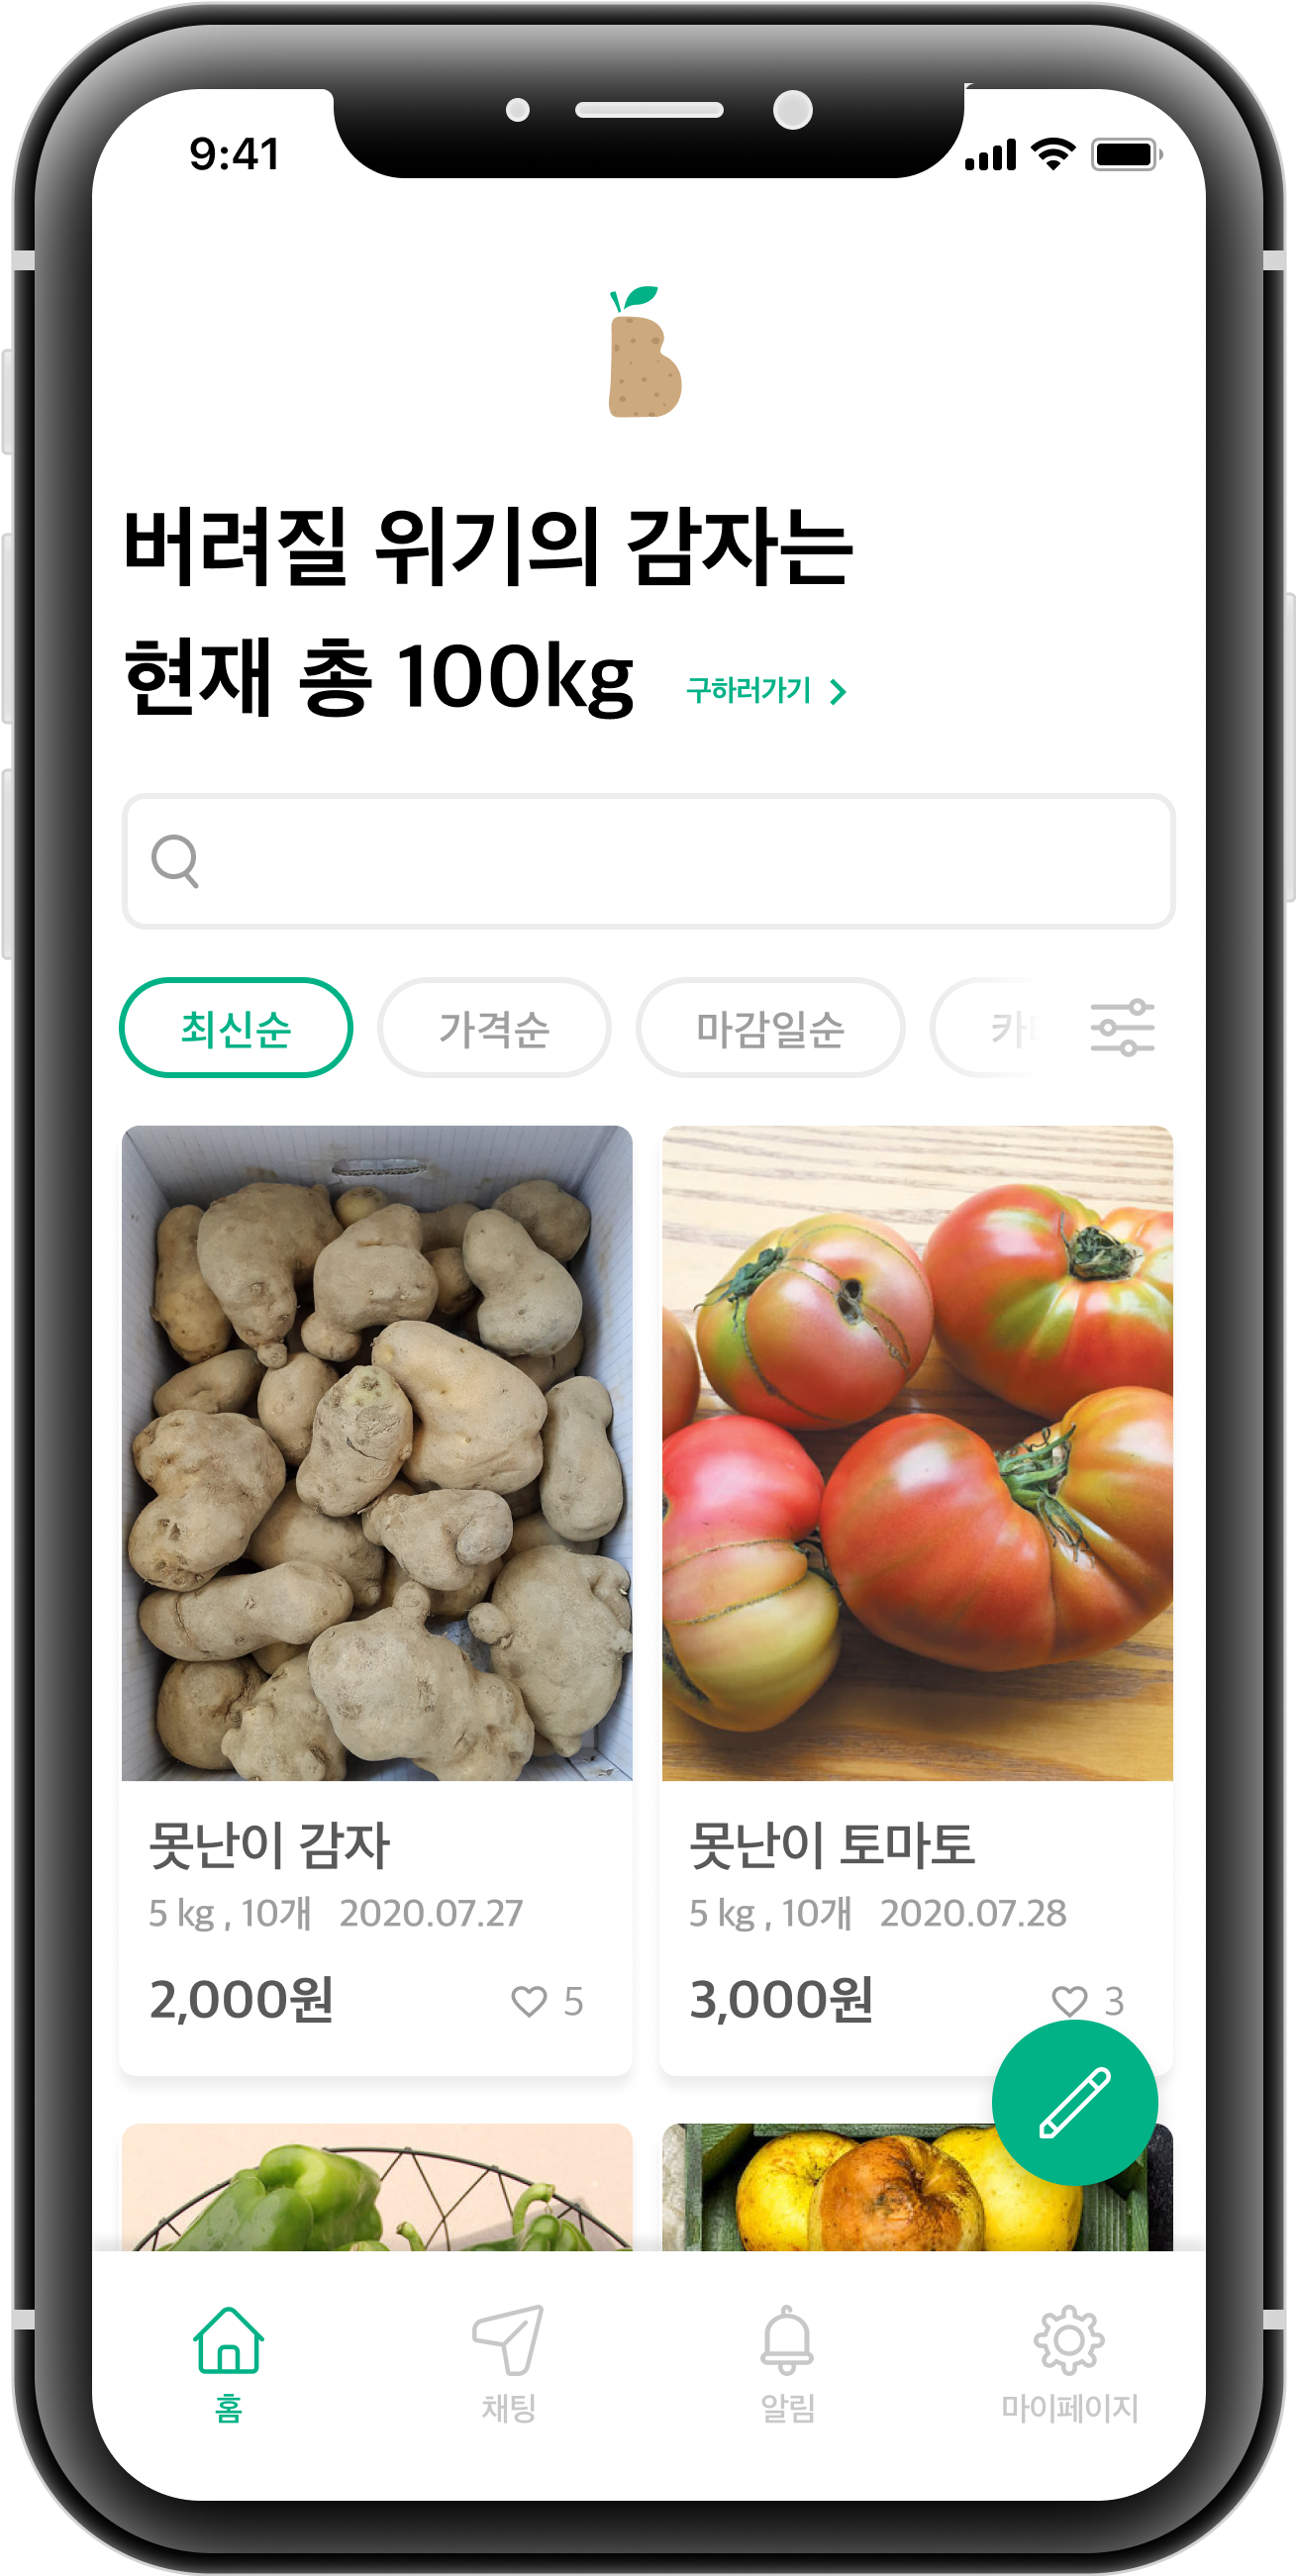 9:41
버려질 위기의 감자는
현재 총 100kg 구하러가기
최신순 가격순 마감일순
못난이 감자
5 kg , 10개 2020.07.27
2,000원 5
못난이 토마토
5 kg , 10개 2020.07.28
3,000원 3
홈 채팅 알림 마이페이지